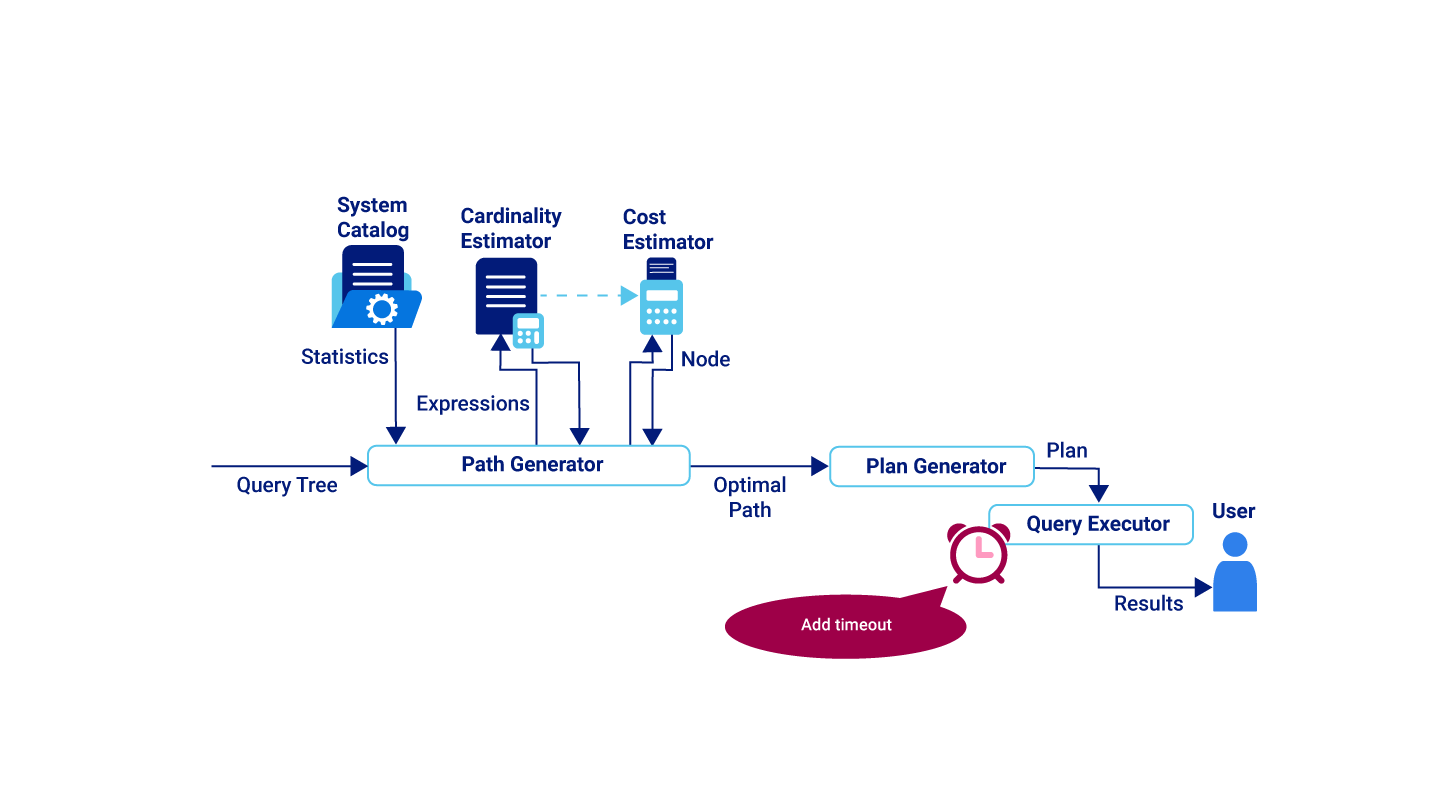 System
Catalog
Cardinality
Estimator
Cost
Estimator
Statistics
Node
Expressions
Path Generator
Query Tree
Optimal
Path
Plan Generator
Plan
Query Executor
User
Results
Add timeout